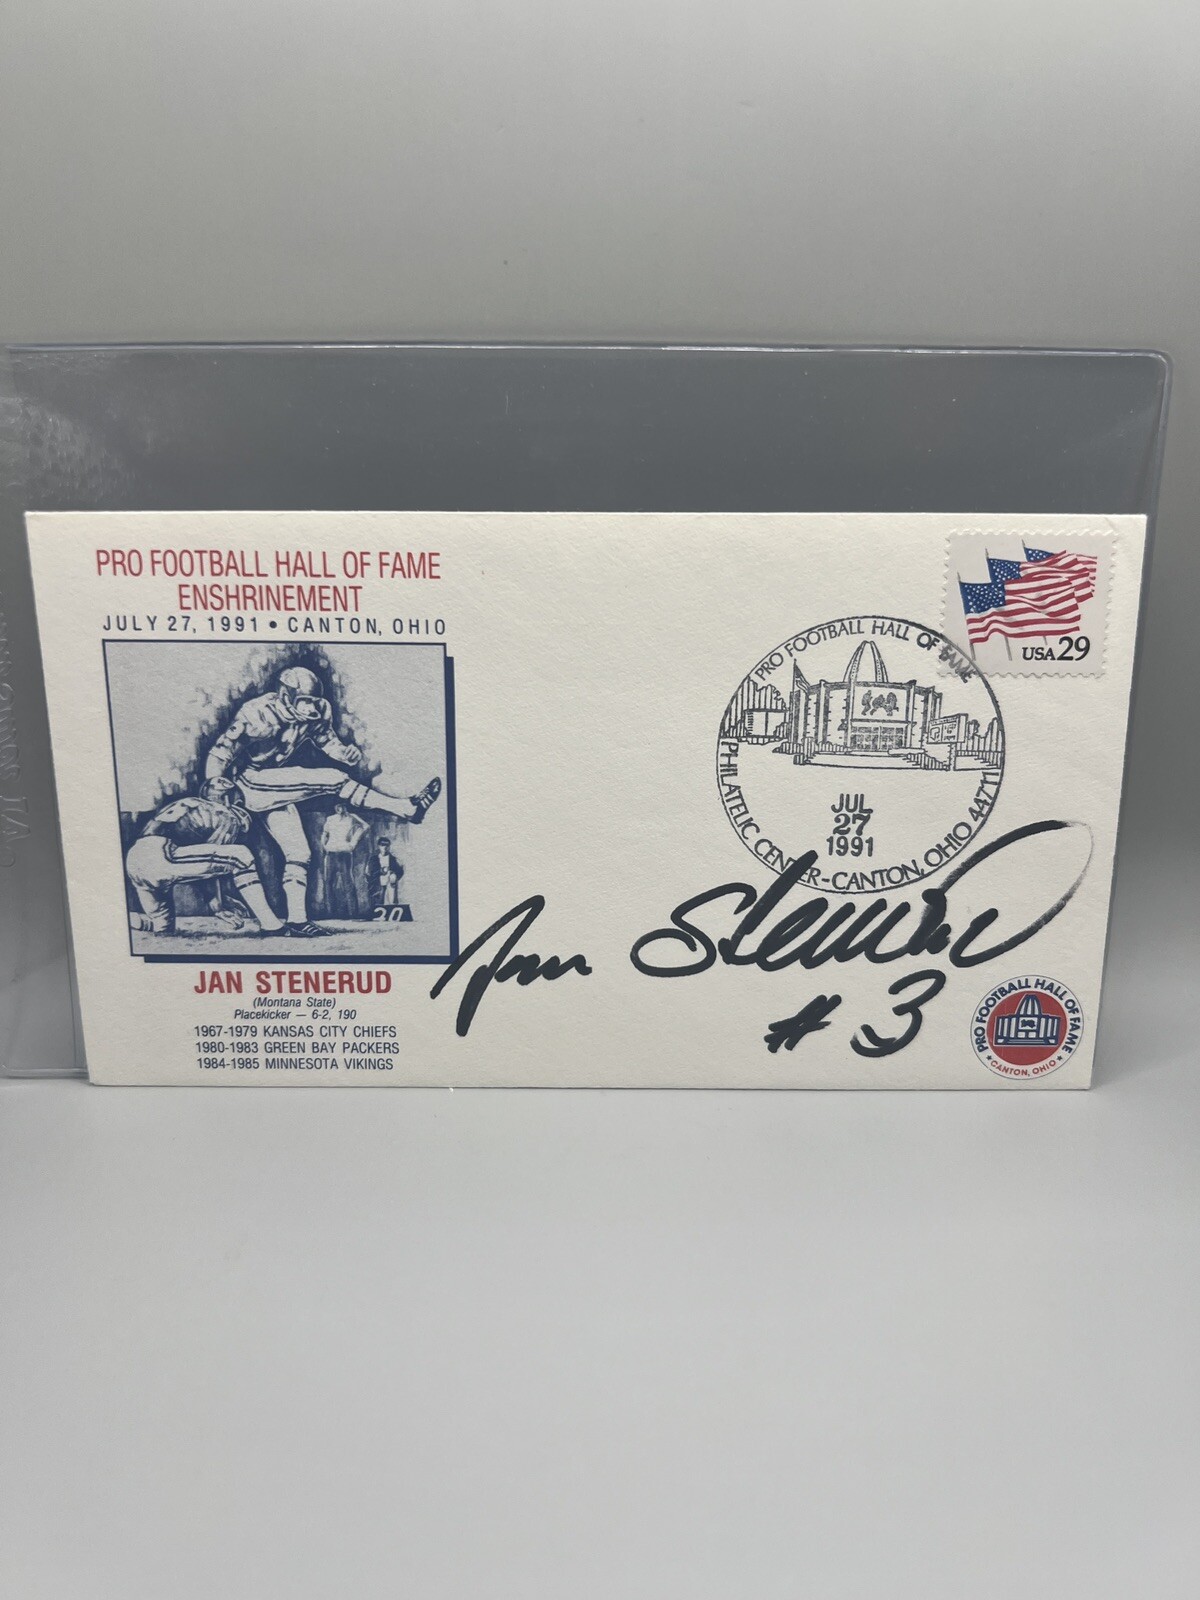 PRO FOOTBALL HALL OF FAME
ENSHRINEMENT
JULY 27, 1991 • CANTON, OHIO
30
JAN STENERUD
(Montana State)
Placekicker — 6-2, 190
1967-1979 KANSAS CITY CHIEFS
1980-1983 GREEN BAY PACKERS
1984-1985 MINNESOTA VIKINGS
USA 29
PRO FOOTBALL HALL OF FAME
PHILATELIC CENTER-CANTON, OHIO 44711
JUL
27
1991
Jan Stenerud
# 3
PRO FOOTBALL HALL OF FAME
★ CANTON, OHIO ★